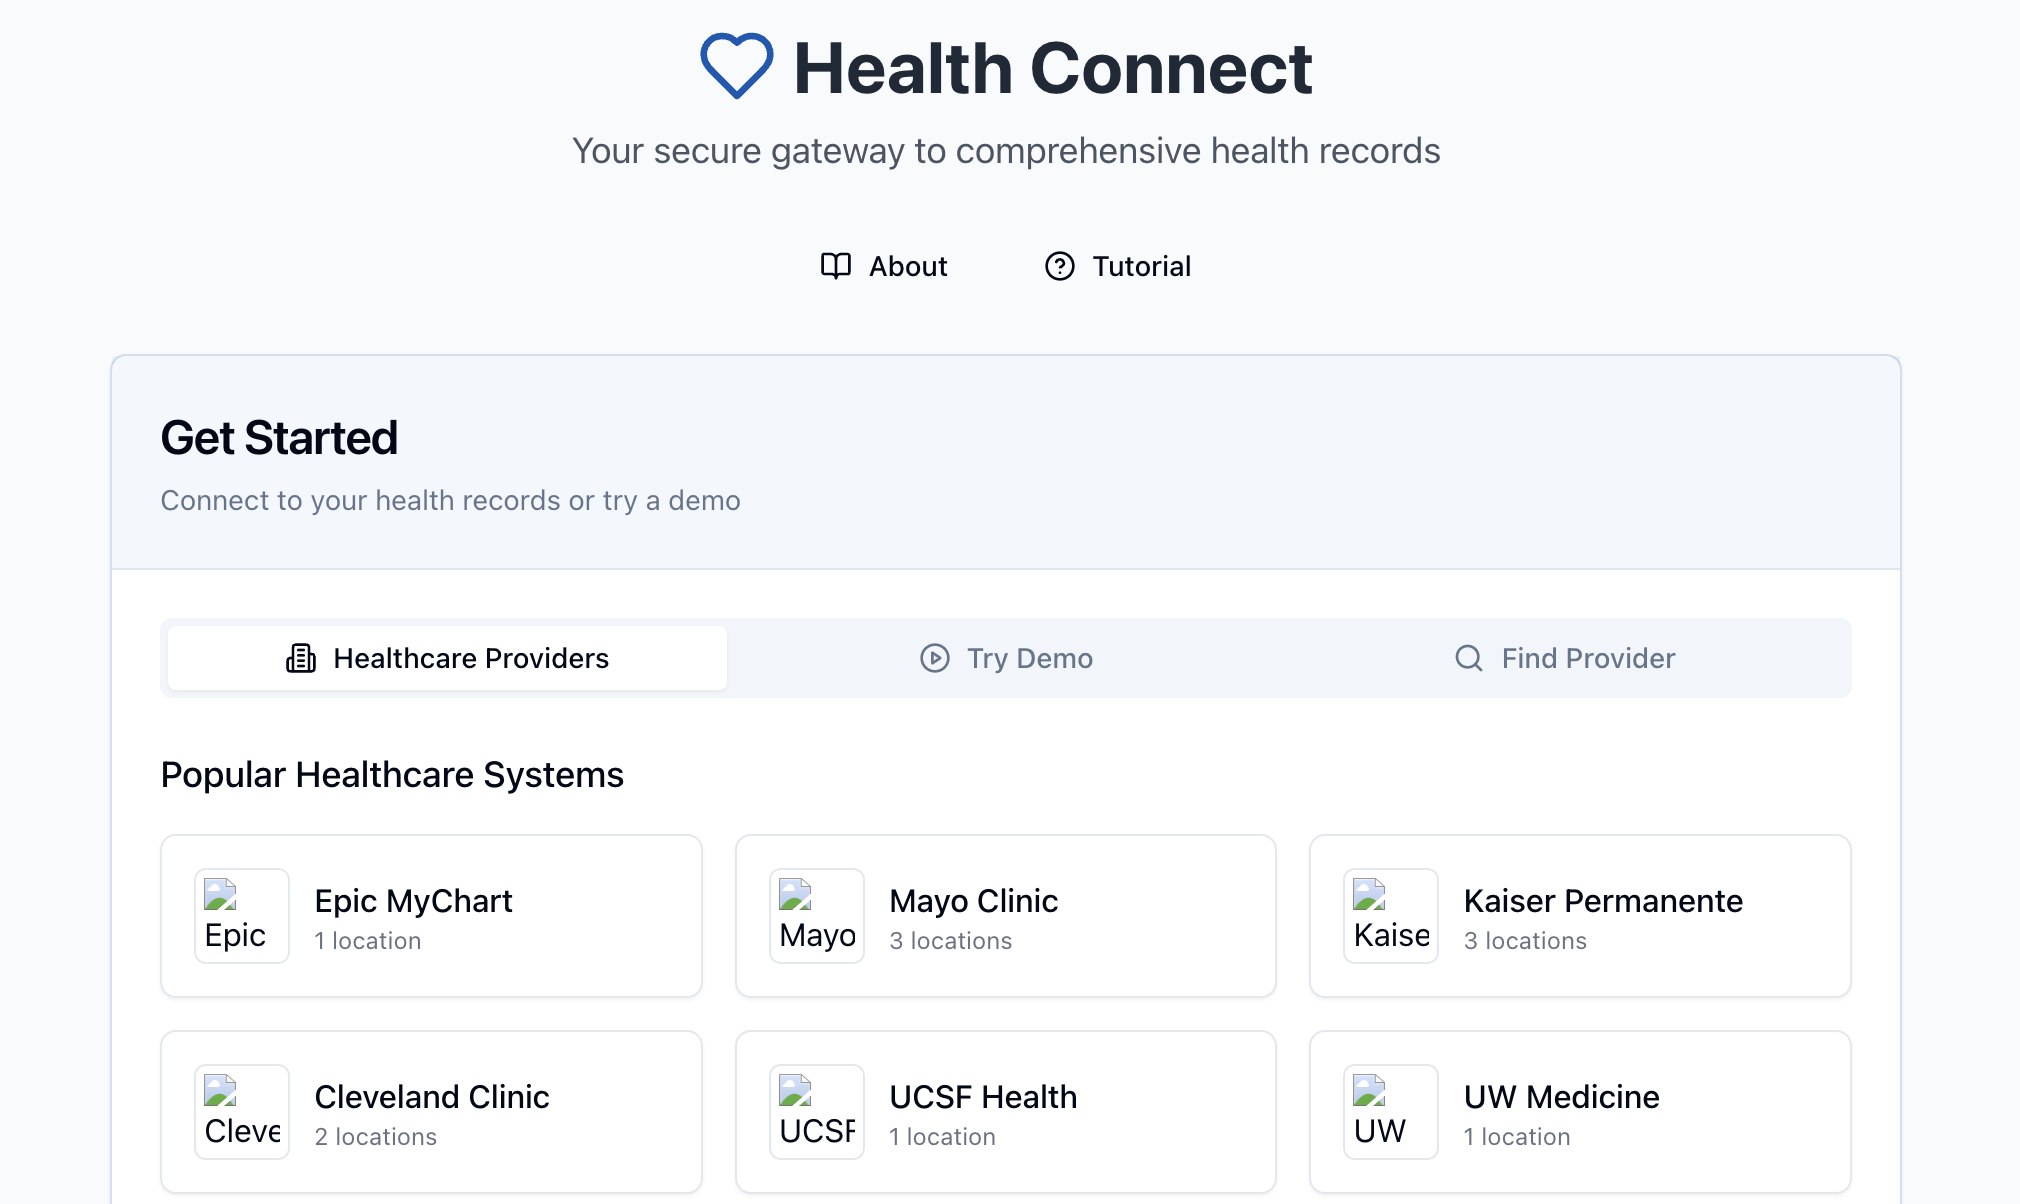 Health Connect
Your secure gateway to comprehensive health records
About
Tutorial
Get Started
Connect to your health records or try a demo
Healthcare Providers
Try Demo
Find Provider
Popular Healthcare Systems
Epic
Epic MyChart
1 location
Mayo
Mayo Clinic
3 locations
Kaise
Kaiser Permanente
3 locations
Cleve
Cleveland Clinic
2 locations
UCSF
UCSF Health
1 location
UW
UW Medicine
1 location